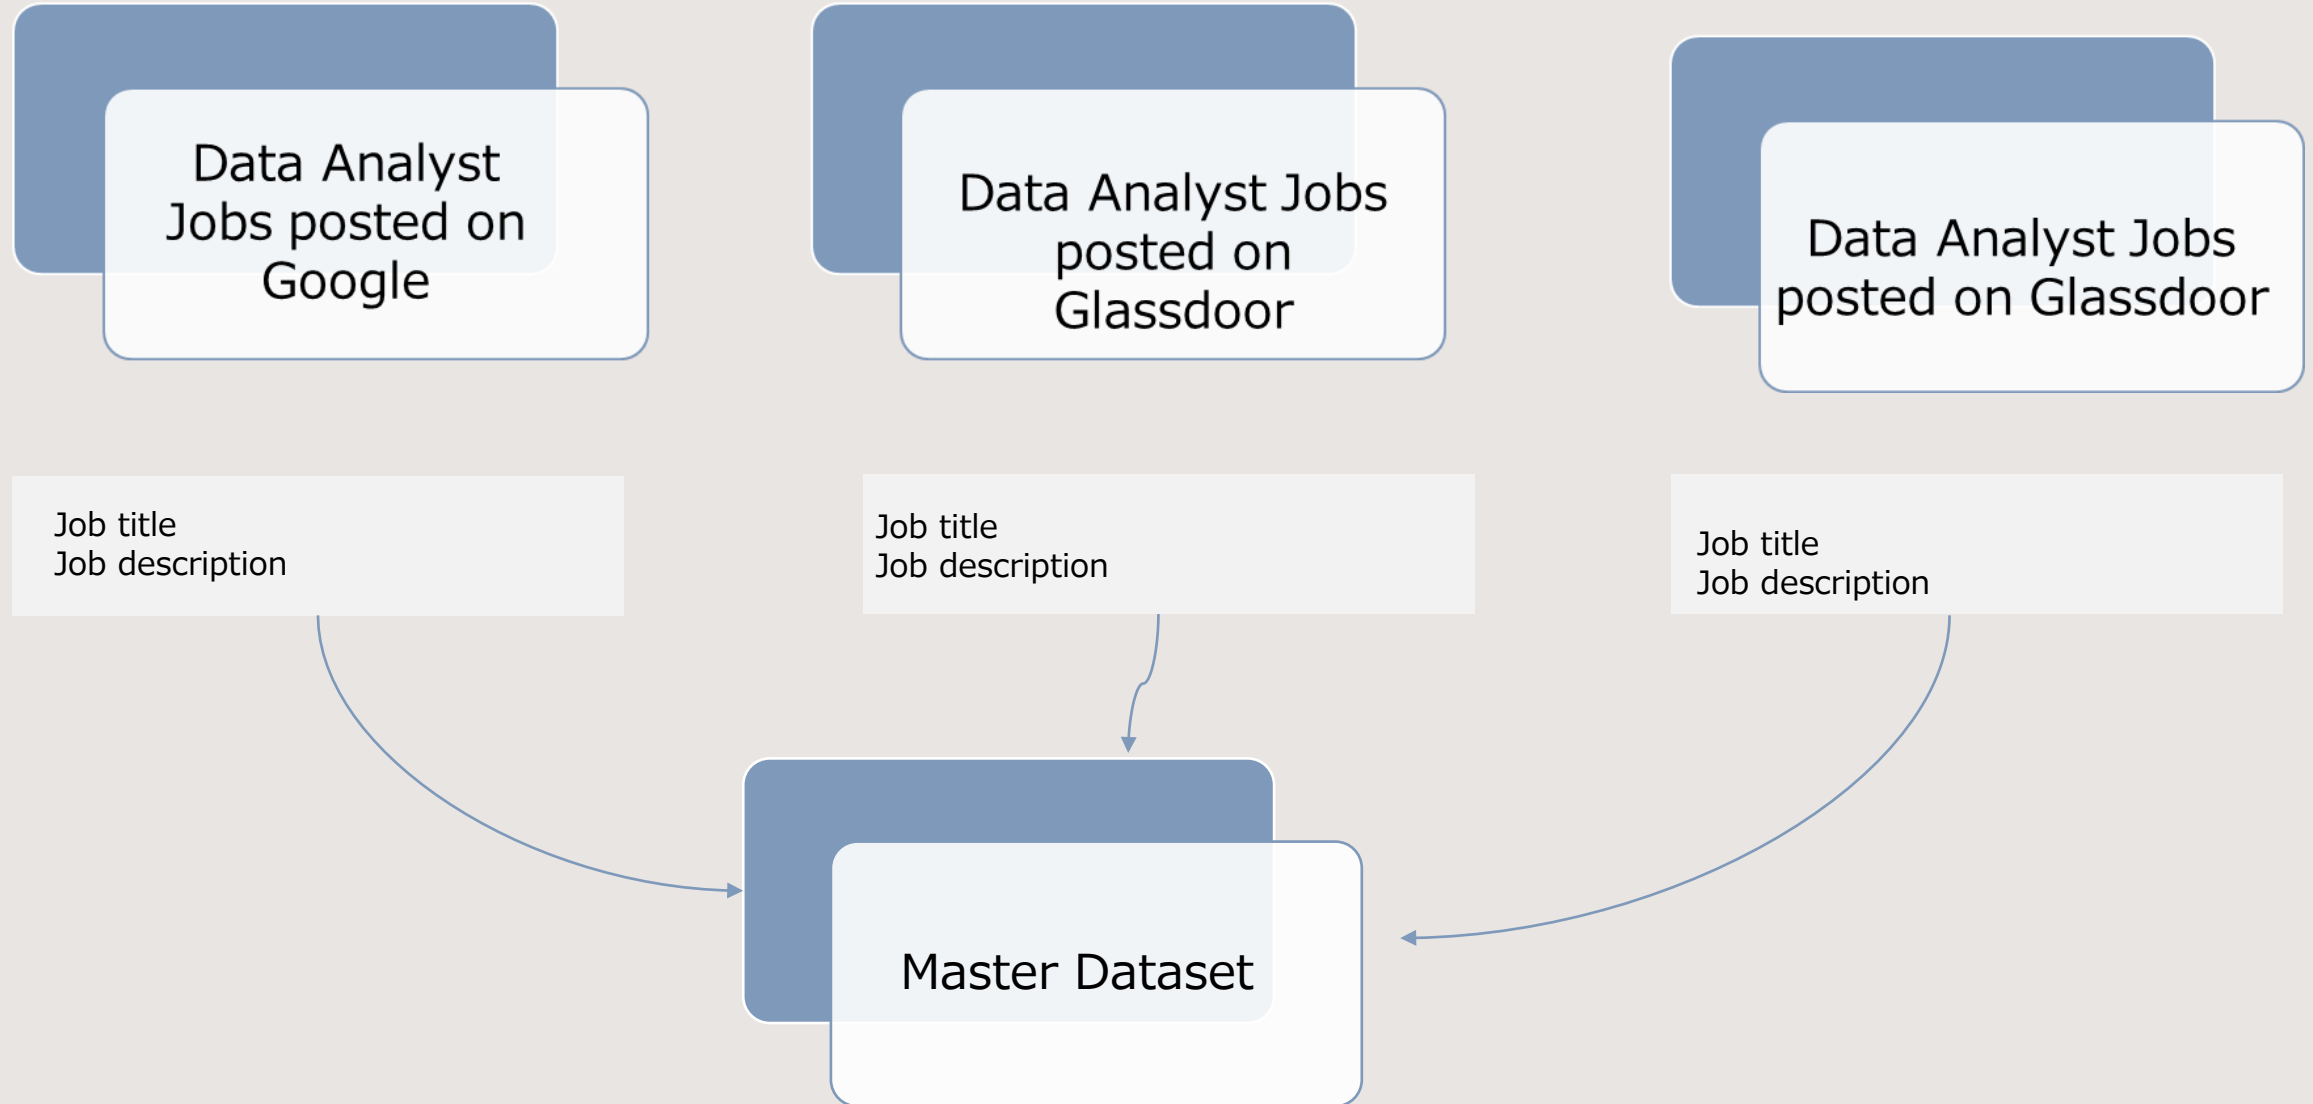 Data Analyst
Jobs posted on
Google
Data Analyst Jobs
posted on
Glassdoor
Data Analyst Jobs
posted on Glassdoor
Job title
Job description
Job title
Job description
Job title
Job description
Master Dataset